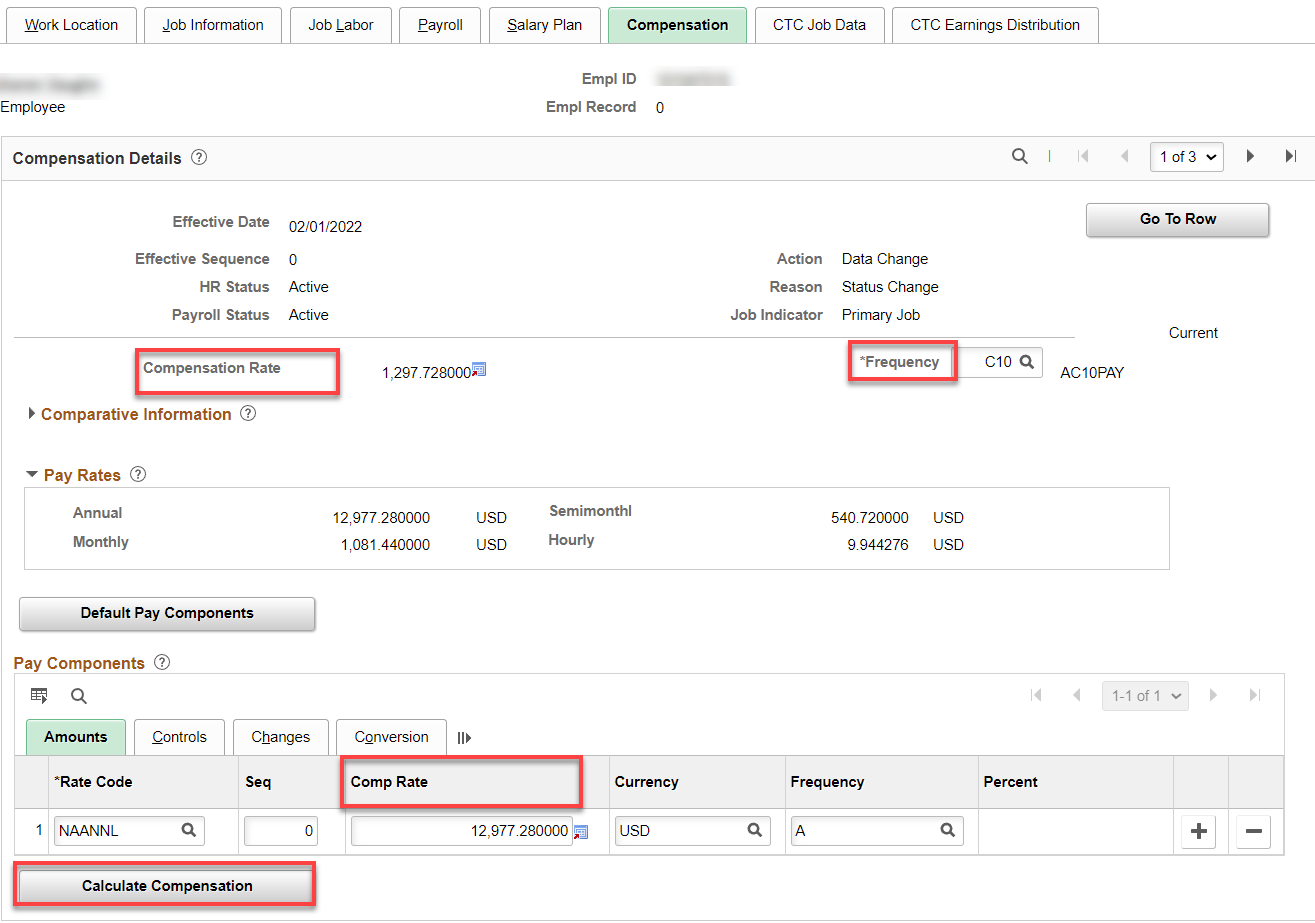 Work Location Job Information Job Labor Payroll Salary Plan Compensation CTC Job Data CTC Earnings Distribution
Empl ID
Employee Empl Record 0
Compensation Details ? 1 of 3
Effective Date 02/01/2022 Go To Row
Effective Sequence 0 Action Data Change
HR Status Active Reason Status Change
Payroll Status Active Job Indicator Primary Job
Current
Compensation Rate 1,297.728000 *Frequency C10 AC10PAY
Comparative Information ?
Pay Rates ?
Annual 12,977.280000 USD Semimonthl 540.720000 USD
Monthly 1,081.440000 USD Hourly 9.944276 USD
Default Pay Components
Pay Components ?
1-1 of 1
Amounts Controls Changes Conversion
*Rate Code Seq Comp Rate Currency Frequency Percent
1 NAANNL 0 12,977.280000 USD A
Calculate Compensation